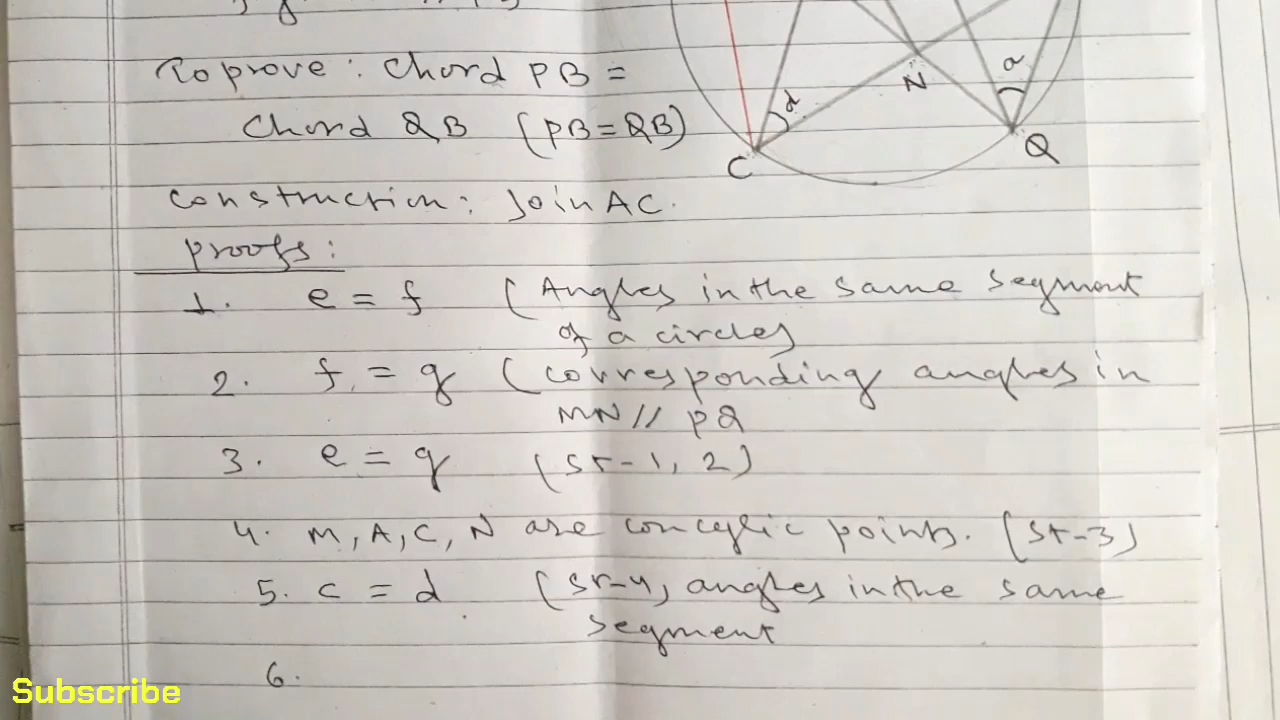 N
a
d
Q
C
To prove : Chord PB =
Chord QB (PB = QB)
Construction : Join AC.
Proofs :
1. e = f (Angles in the same segment
of a circles
2. f = g (corresponding angles in
MN // PQ
3. e = g (St-1, 2)
4. M, A, C, N are concyclic points. (St-3)
5. c = d (St-4, angles in the same
segment
6.
Subscribe